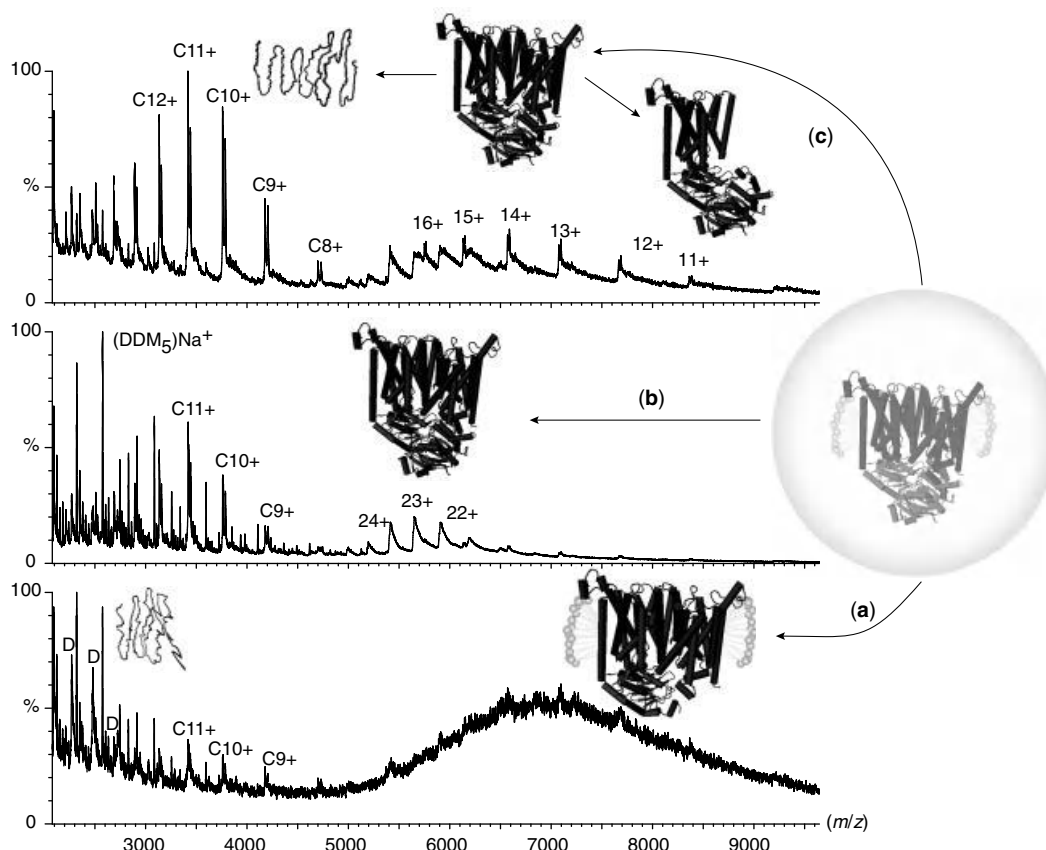 100
%
0
C12+
C11+
C10+
C9+
C8+
16+
15+
14+
13+
12+
11+
(c)
100
%
0
(DDM₅)Na⁺
C11+
C10+
C9+
24+
23+
22+
(b)
100
%
0
D
D
D
C11+
C10+
C9+
(a)
3000 4000 5000 6000 7000 8000 9000 (m/z)